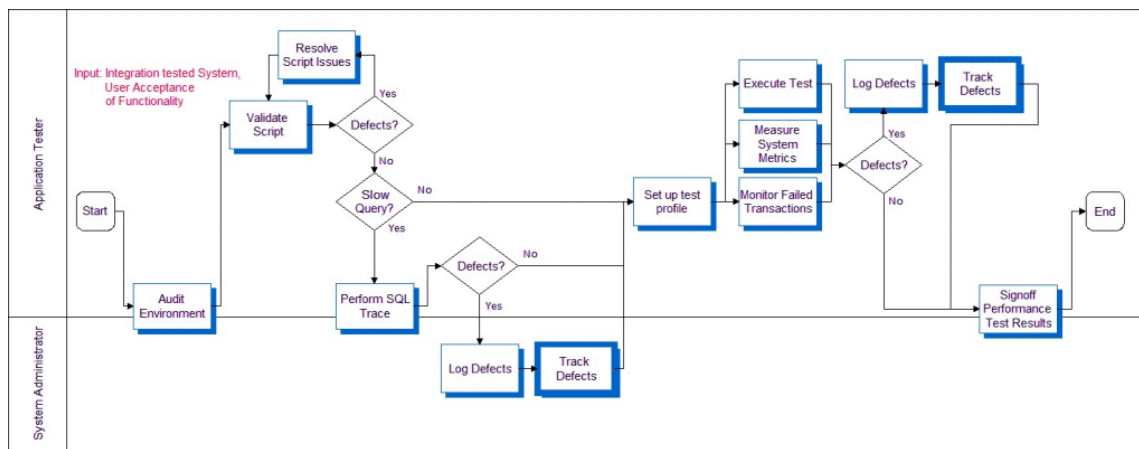 Application Tester
System Administrator
Input: Integration tested System,
User Acceptance
of Functionality
Start
Audit
Environment
Validate
Script
Resolve
Script Issues
Defects?
Yes
No
Slow
Query?
No
Yes
Perform SQL
Trace
Defects?
No
Yes
Log Defects
Track
Defects
Set up test
profile
Execute Test
Measure
System
Metrics
Monitor Failed
Transactions
Defects?
Yes
No
Log Defects
Track
Defects
Signoff
Performance
Test Results
End